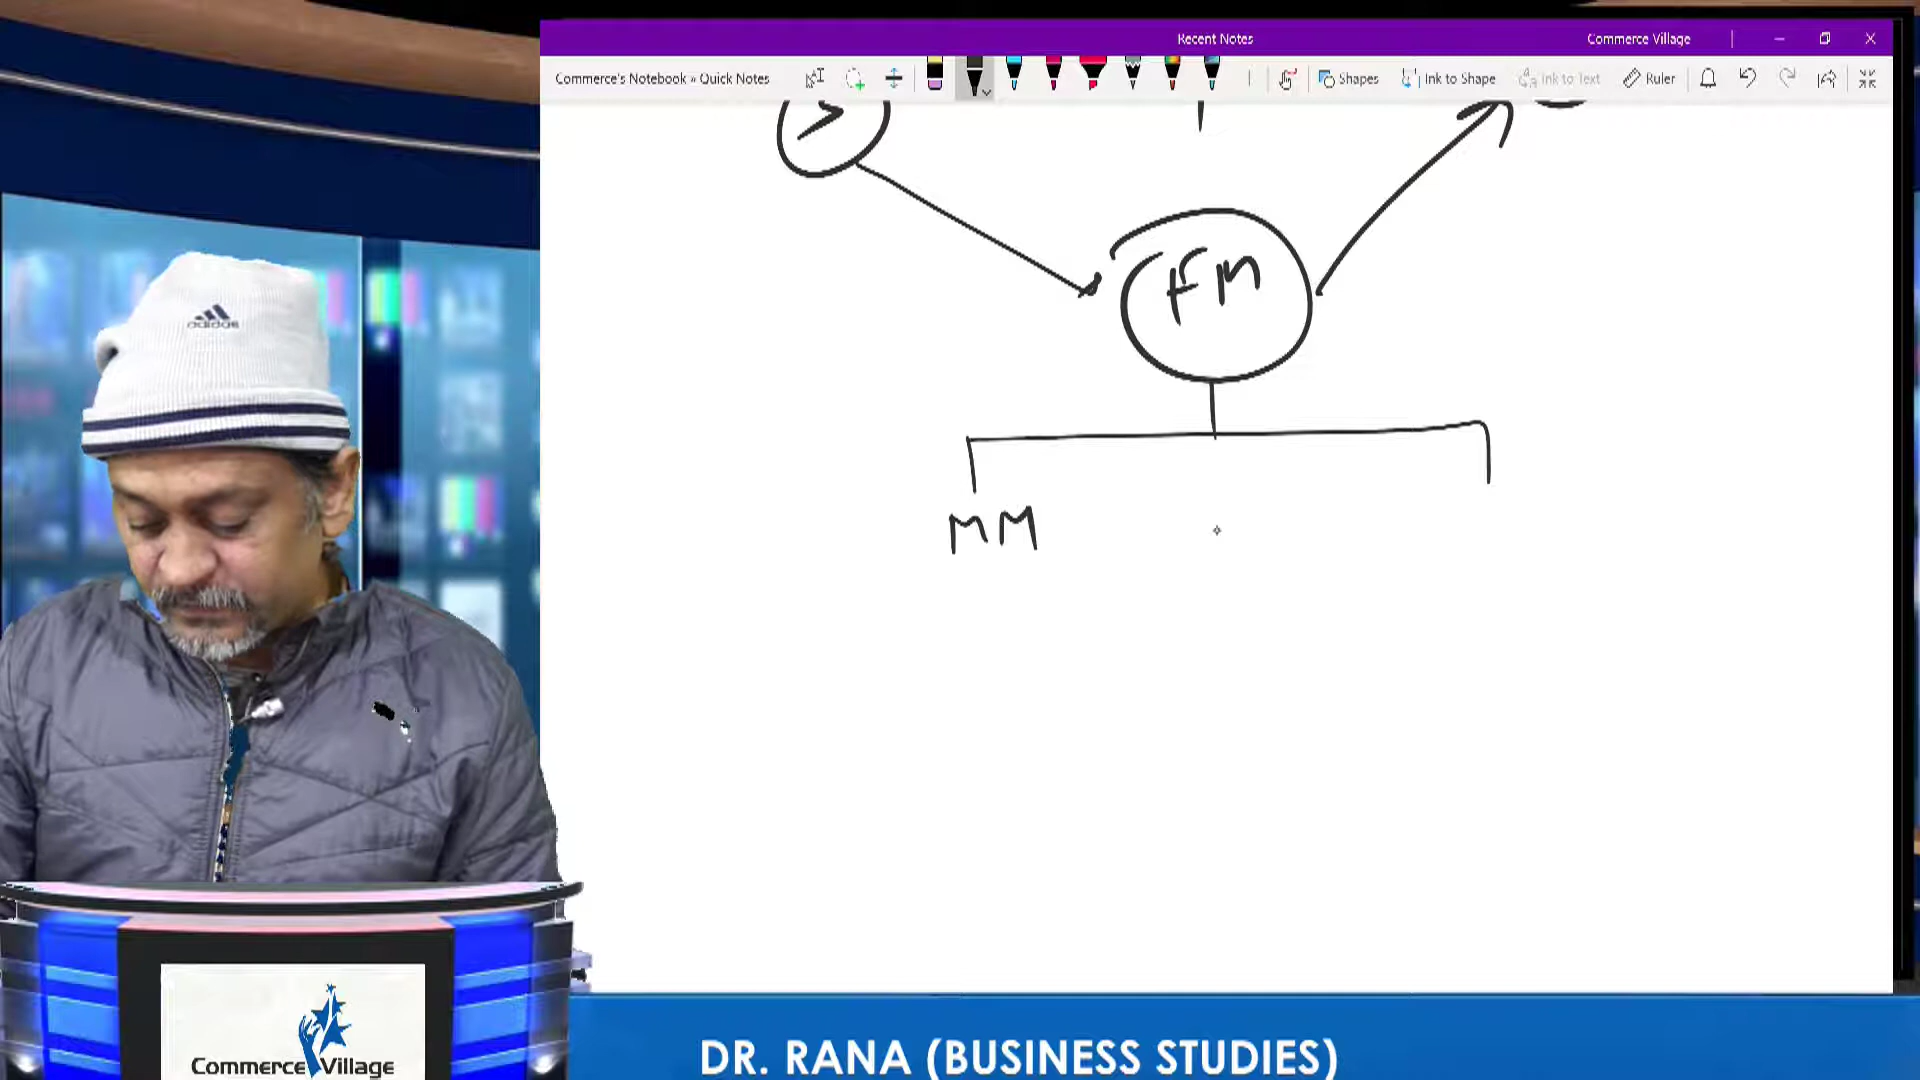 Recent Notes
Commerce Village
Commerce's Notebook » Quick Notes
Shapes
Ink to Shape
Ink to Text
Ruler
FM
MM
adidas
Commerce Village
DR. RANA (BUSINESS STUDIES)